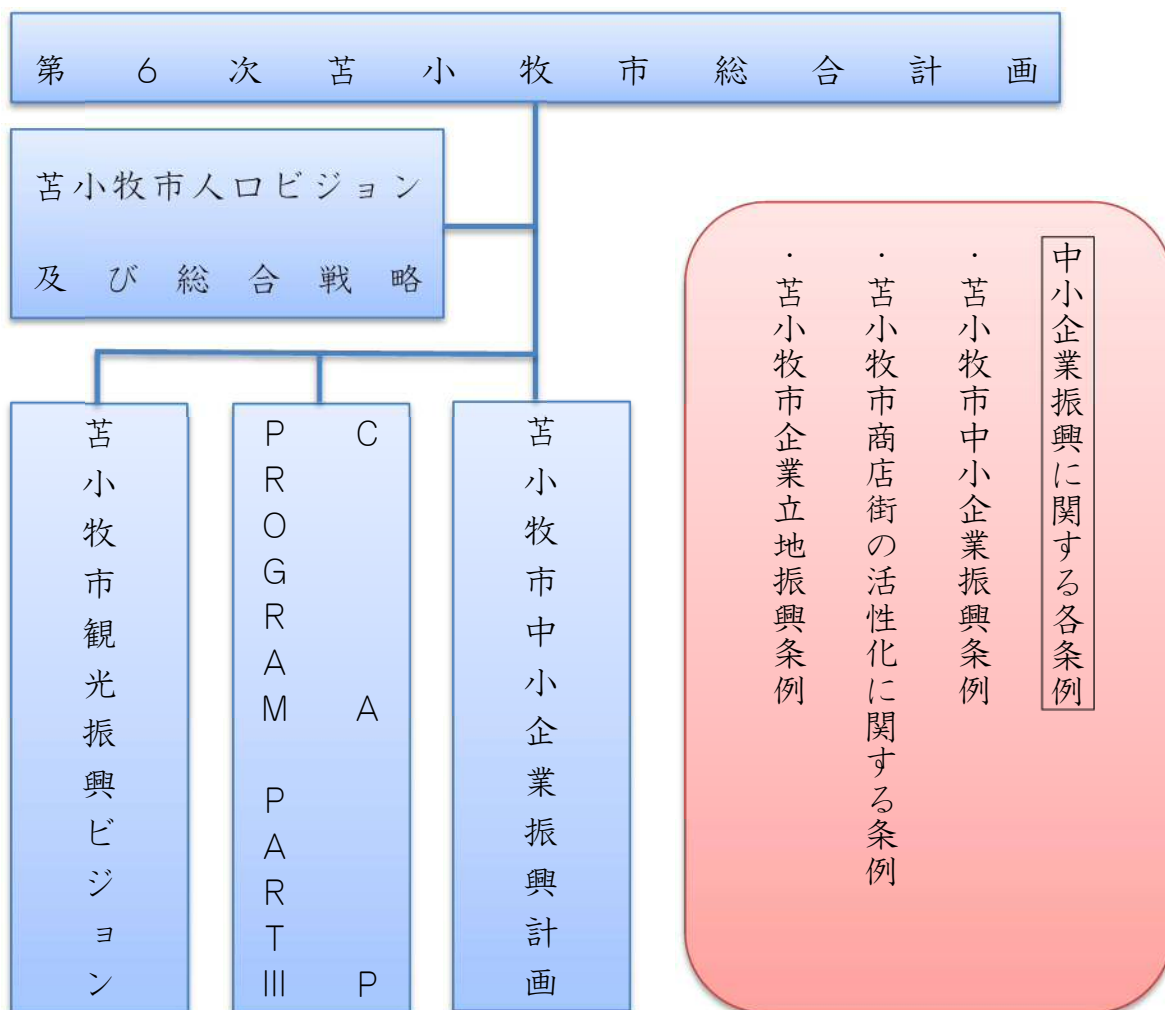 第6次苫小牧市総合計画
苫小牧市人口ビジョン
及び総合戦略
中小企業振興に関する各条例
・苫小牧市中小企業振興条例
・苫小牧市商店街の活性化に関する条例
・苫小牧市企業立地振興条例
苫小牧市中小企業振興計画
CAP
PROGRAM PARTⅢ
苫小牧市観光振興ビジョン